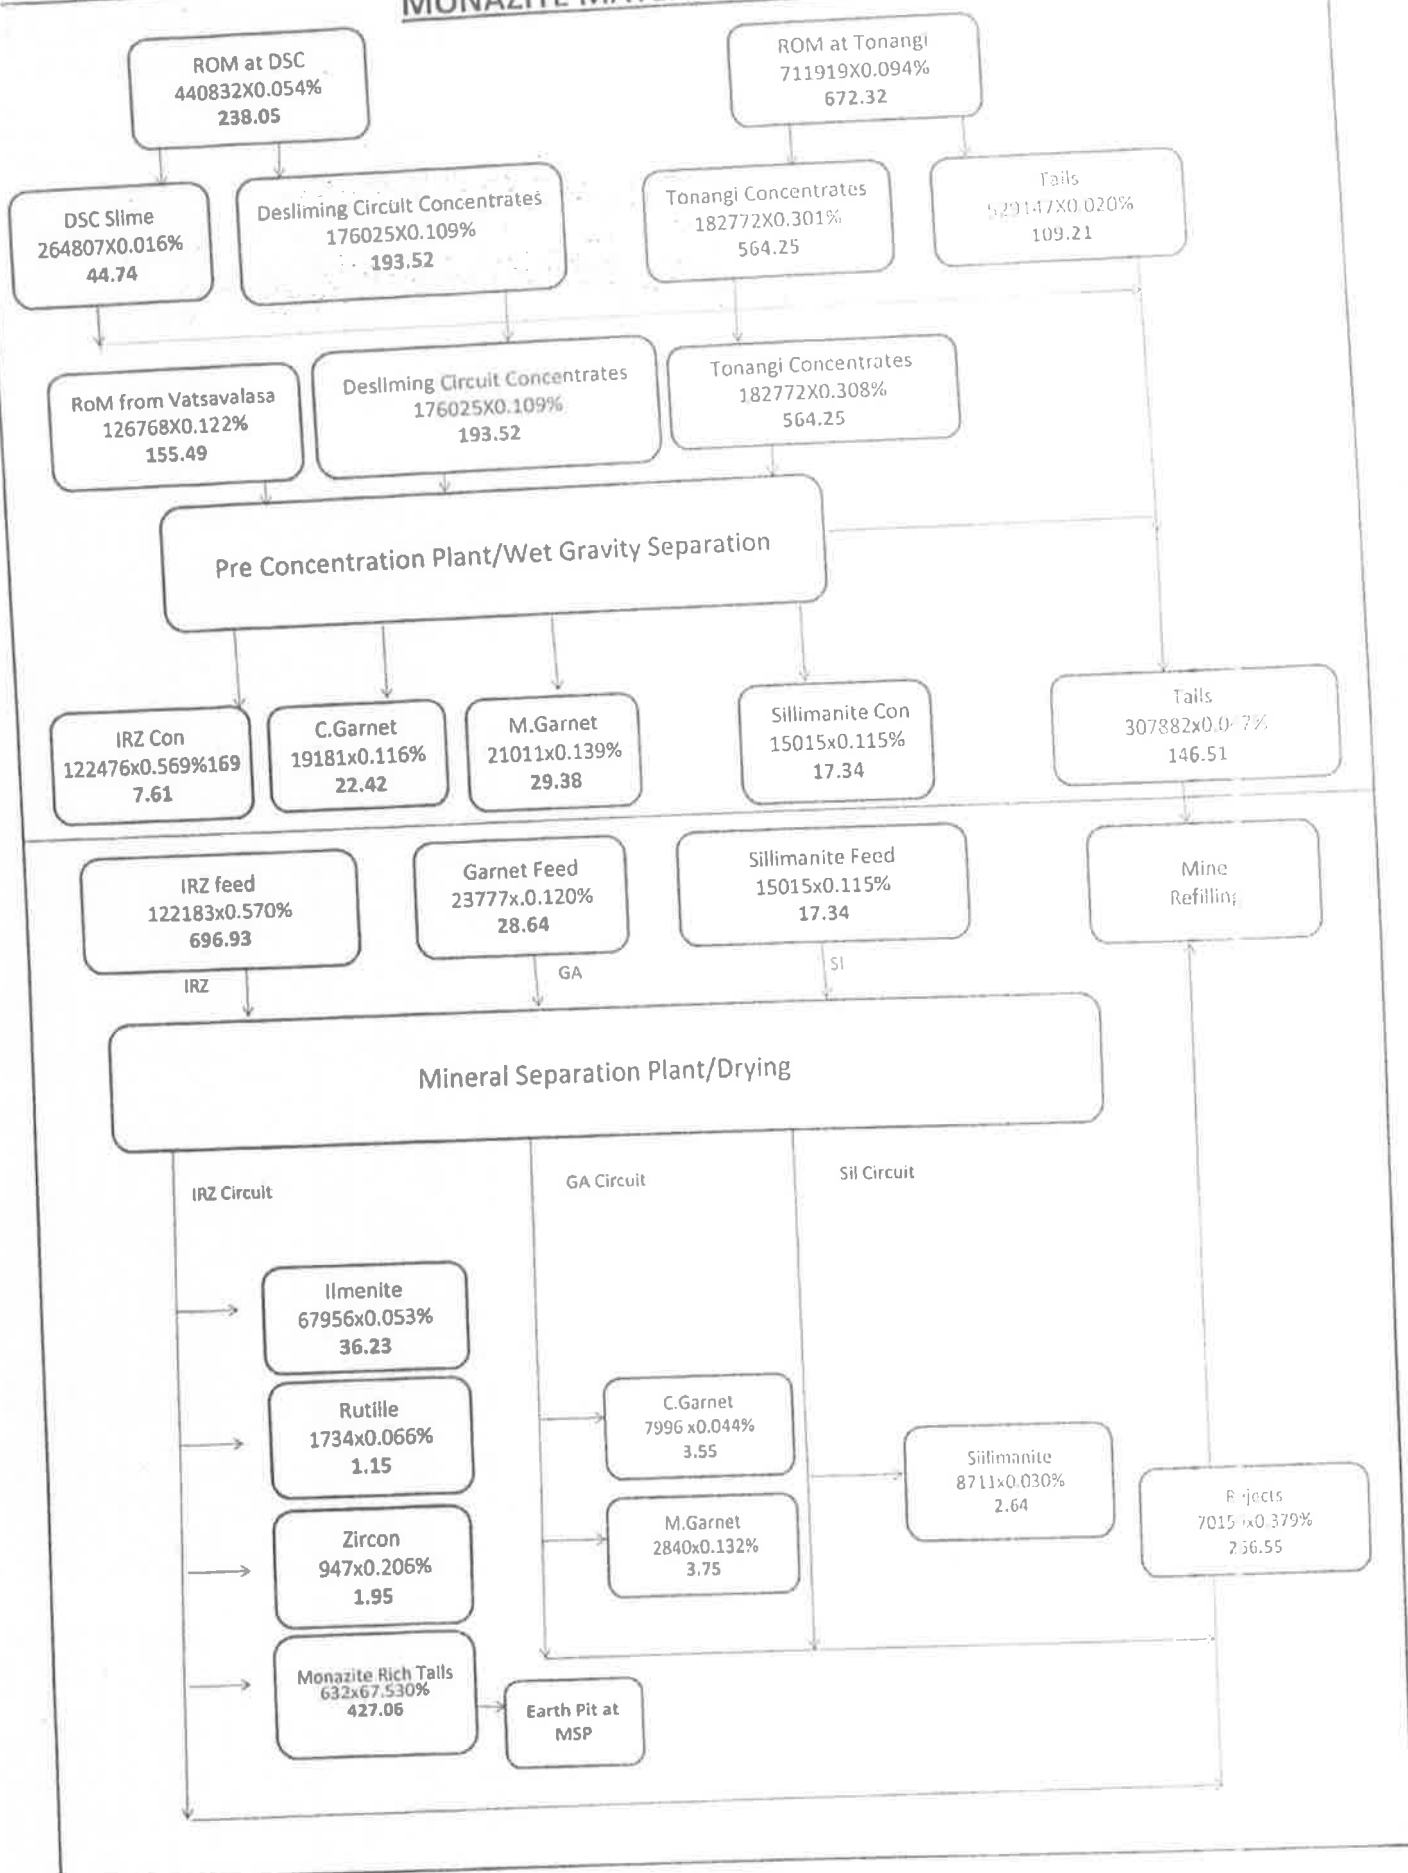 MONAZITE
ROM at DSC
440832X0.054%
238.05
ROM at Tonangi
711919X0.094%
672.32
DSC Slime
264807X0.016%
44.74
Desliming Circuit Concentrates
176025X0.109%
193.52
Tonangi Concentrates
182772X0.301%
564.25
Tails
529147X0.020%
109.21
RoM from Vatsavalasa
126768X0.122%
155.49
Desliming Circuit Concentrates
176025X0.109%
193.52
Tonangi Concentrates
182772X0.308%
564.25
Pre Concentration Plant/Wet Gravity Separation
IRZ Con
122476x0.569%169
7.61
C.Garnet
19181x0.116%
22.42
M.Garnet
21011x0.139%
29.38
Sillimanite Con
15015x0.115%
17.34
Tails
146.51
IRZ feed
122183x0.570%
696.93
Garnet Feed
23777x.0.120%
28.64
Sillimanite Feed
15015x0.115%
17.34
Mine
Refilling
IRZ
GA
SI
Mineral Separation Plant/Drying
IRZ Circuit
GA Circuit
Sil Circuit
Ilmenite
67956x0.053%
36.23
Rutille
1734x0.066%
1.15
C.Garnet
7996 x0.044%
3.55
Siilimanite
8711x0.030%
2.64
Rejects
Zircon
947x0.206%
1.95
M.Garnet
2840x0.132%
3.75
Monazite Rich Talls
632x67.530%
427.06
Earth Pit at
MSP